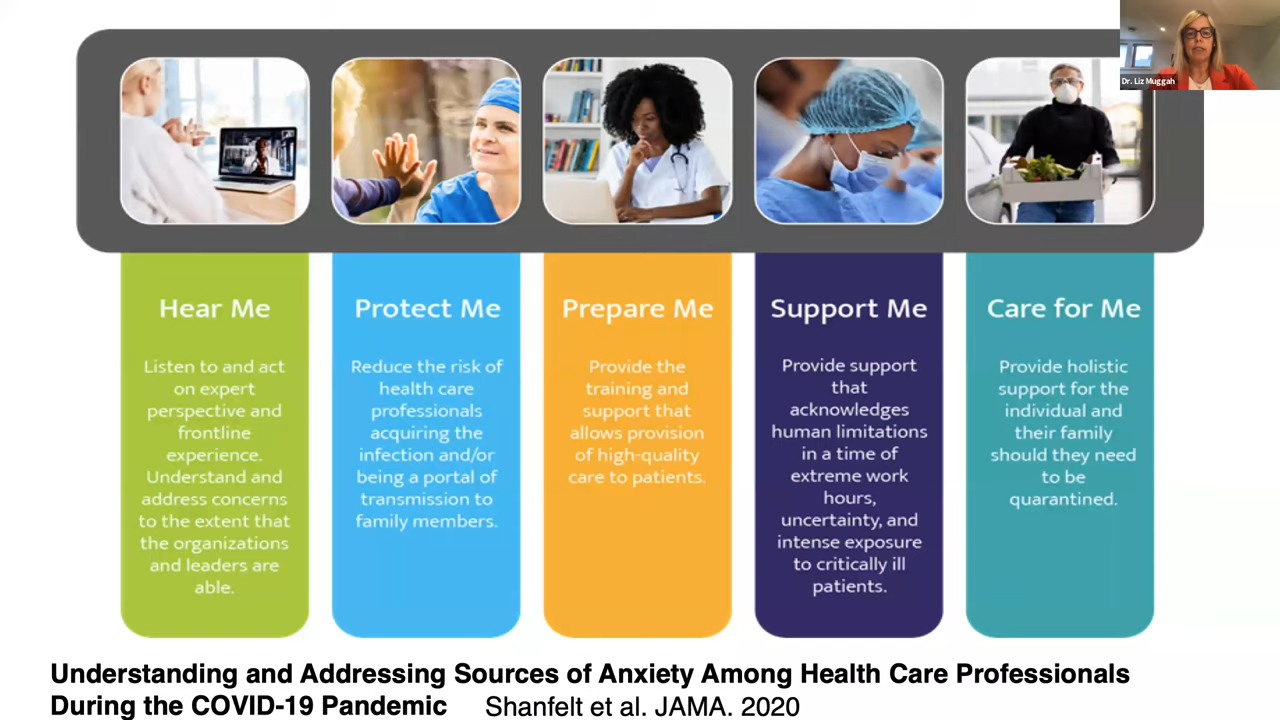 Dr. Liz Muggah
Hear Me
Listen to and act
on expert
perspective and
frontline
experience.
Understand and
address concerns
to the extent that
the organizations
and leaders are
able.
Protect Me
Reduce the risk of
health care
professionals
acquiring the
infection and/or
being a portal of
transmission to
family members.
Prepare Me
Provide the
training and
support that
allows provision
of high-quality
care to patients.
Support Me
Provide support
that
acknowledges
human limitations
in a time of
extreme work
hours,
uncertainty, and
intense exposure
to critically ill
patients.
Care for Me
Provide holistic
support for the
individual and
their family
should they need
to be
quarantined.
Understanding and Addressing Sources of Anxiety Among Health Care Professionals
During the COVID-19 Pandemic Shanfelt et al. JAMA. 2020